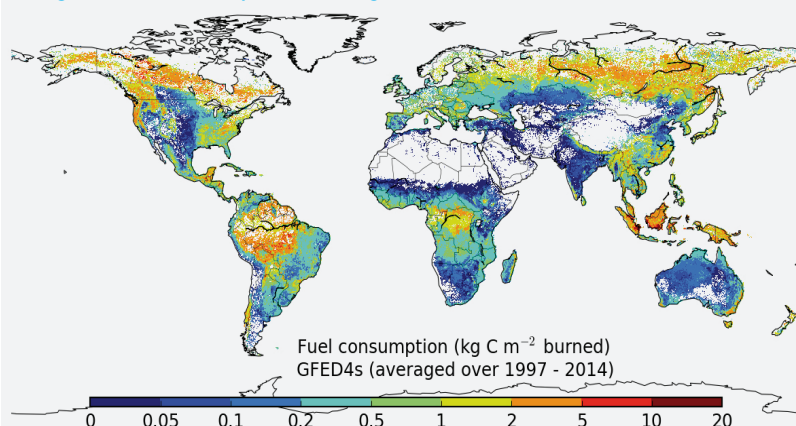 Fuel consumption (kg C m⁻² burned)
GFED4s (averaged over 1997 - 2014)
0 0.05 0.1 0.2 0.5 1 2 5 10 20